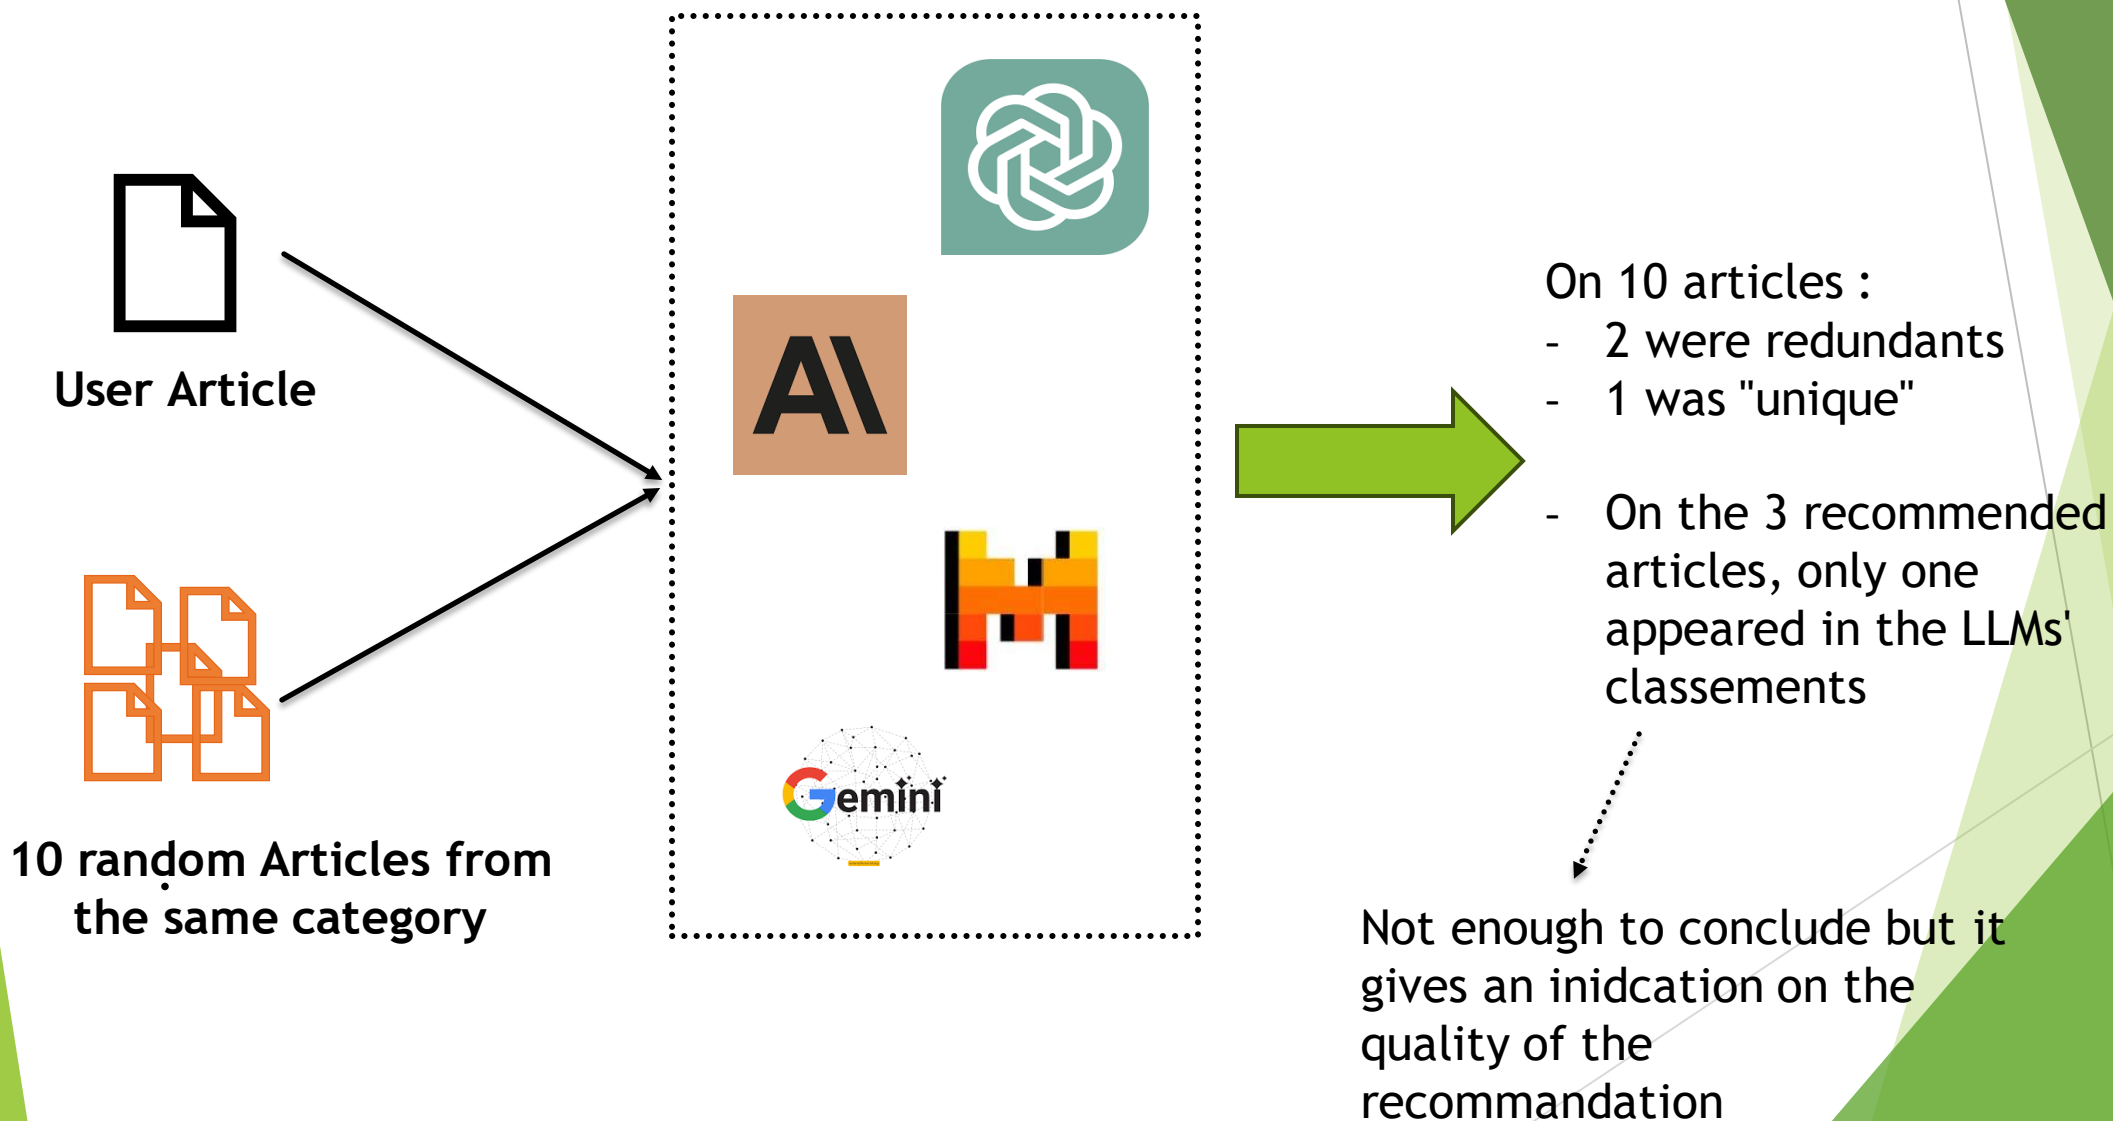 User Article
10 random Articles from
the same category
AI
Gemini
On 10 articles :
- 2 were redundants
- 1 was "unique"
- On the 3 recommended
articles, only one
appeared in the LLMs'
classements
Not enough to conclude but it
gives an inidcation on the
quality of the
recommandation